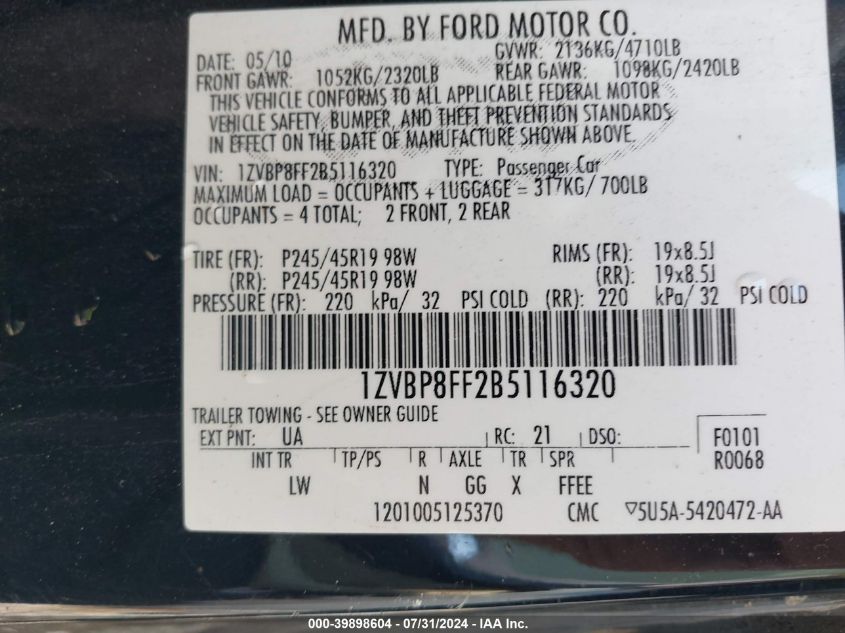 MFD. BY FORD MOTOR CO.
DATE: 05/10 GVWR: 2136KG/4710LB
FRONT GAWR: 1052KG/2320LB REAR GAWR: 1098KG/2420LB
THIS VEHICLE CONFORMS TO ALL APPLICABLE FEDERAL MOTOR
VEHICLE SAFETY, BUMPER, AND THEFT PREVENTION STANDARDS
IN EFFECT ON THE DATE OF MANUFACTURE SHOWN ABOVE.
VIN: 1ZVBP8FF2B5116320 TYPE: Passenger Car
MAXIMUM LOAD = OCCUPANTS + LUGGAGE = 317KG/ 700LB
OCCUPANTS = 4 TOTAL; 2 FRONT, 2 REAR
TIRE (FR): P245/45R19 98W RIMS (FR): 19x8.5J
(RR): P245/45R19 98W (RR): 19x8.5J
PRESSURE (FR): 220 kPa/ 32 PSI COLD (RR): 220 kPa/ 32 PSI COLD
1ZVBP8FF2B5116320
TRAILER TOWING - SEE OWNER GUIDE
EXT PNT: UA RC: 21 DSO: F0101
INT TR TP/PS R AXLE TR SPR R0068
LW N GG X FFEE
1201005125370 CMC ▽5U5A-5420472-AA
000-39898604 - 07/31/2024 - IAA Inc.